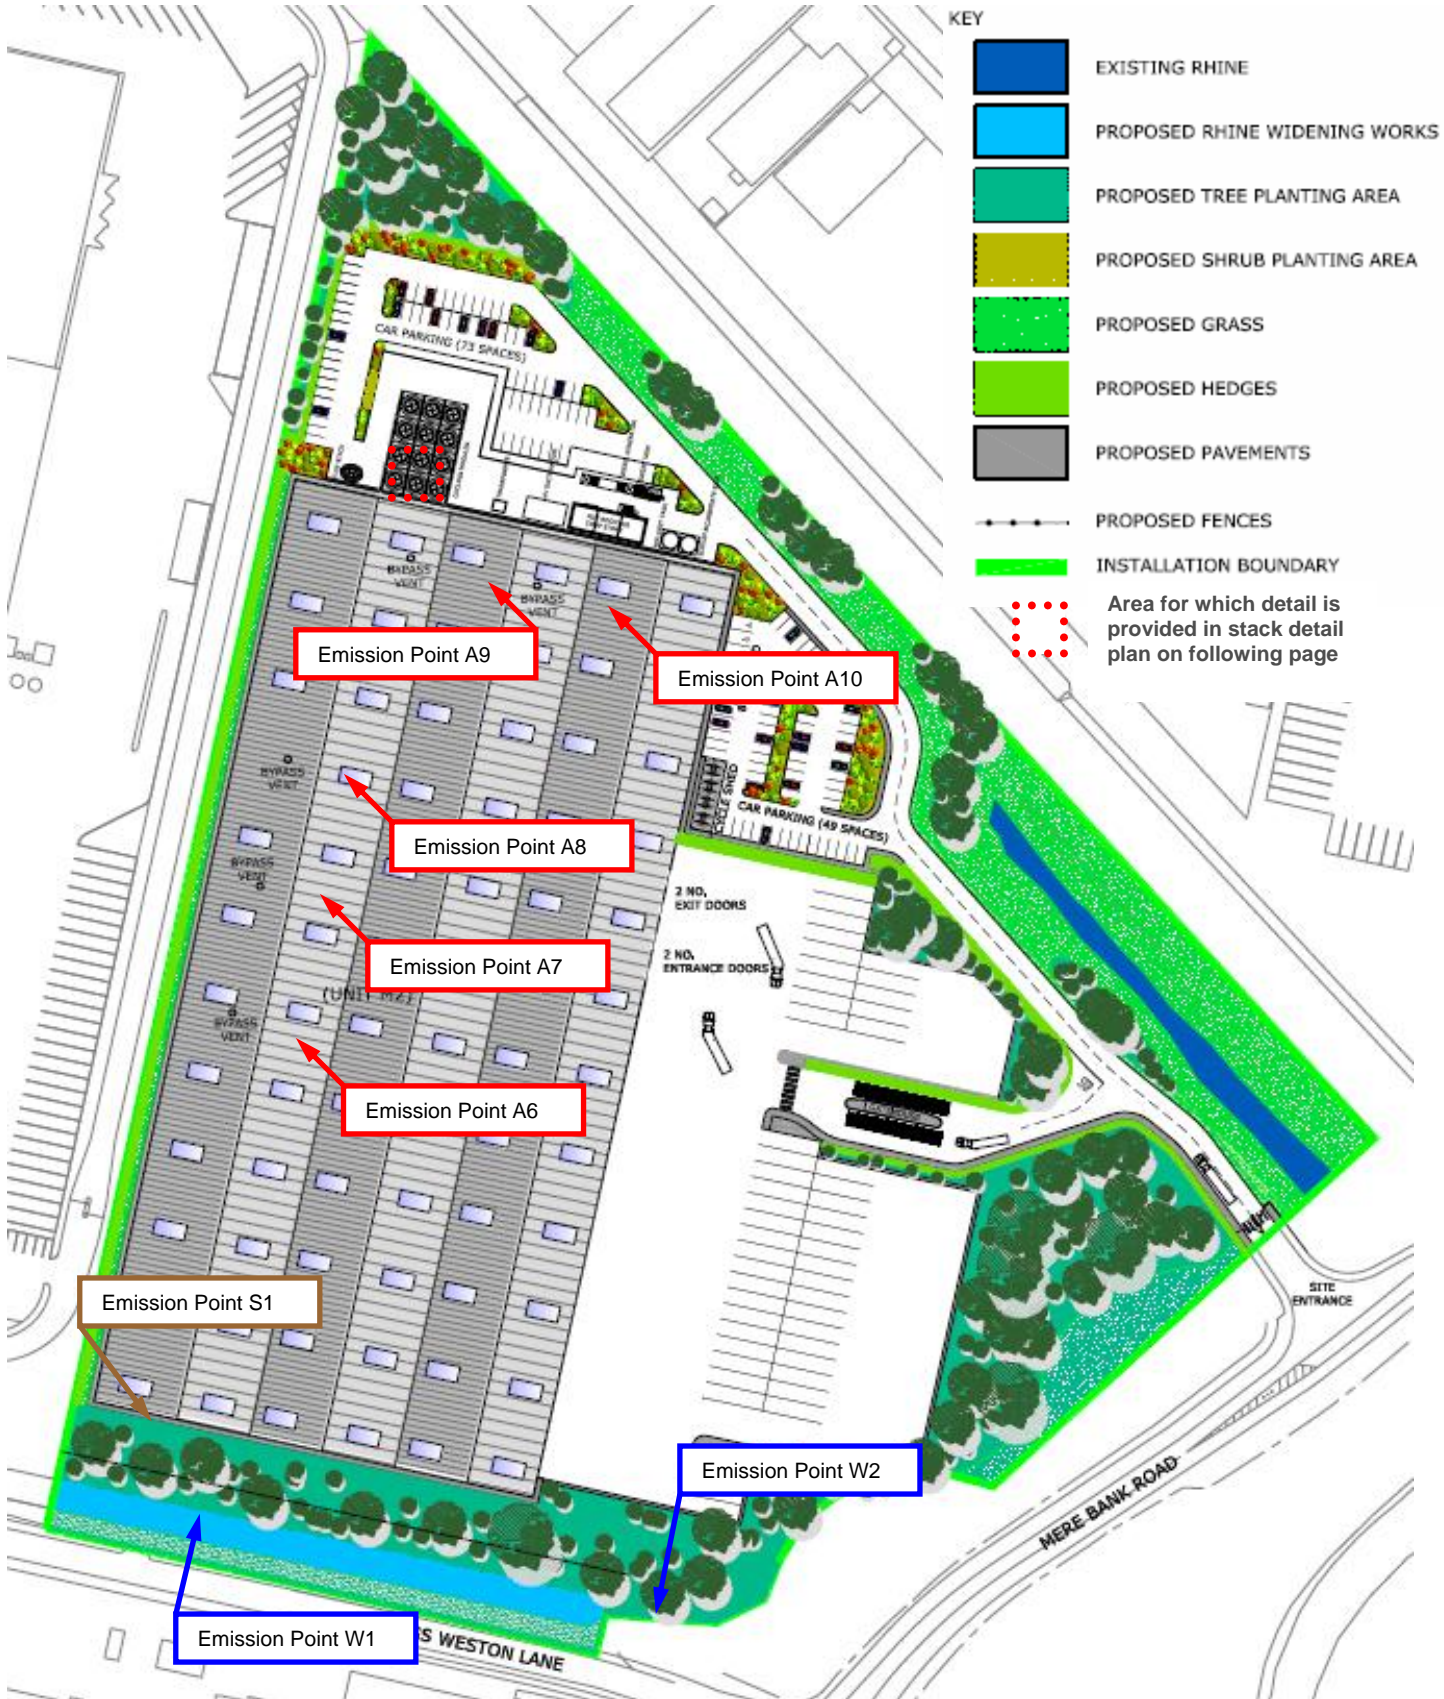 KEY
EXISTING RHINE
PROPOSED RHINE WIDENING WORKS
PROPOSED TREE PLANTING AREA
PROPOSED SHRUB PLANTING AREA
PROPOSED GRASS
PROPOSED HEDGES
PROPOSED PAVEMENTS
PROPOSED FENCES
INSTALLATION BOUNDARY
Area for which detail is
provided in stack detail
plan on following page
CAR PARKING (73 SPACES)
BYPASS
VENT
BYPASS
VENT
Emission Point A9
Emission Point A10
BYPASS
VENT
Emission Point A8
CYCLE SHED
CAR PARKING (49 SPACES)
BYPASS
VENT
2 NO.
EXIT DOORS
2 NO.
ENTRANCE DOORS
Emission Point A7
(UNIT M2)
BYPASS
VENT
Emission Point A6
Emission Point S1
SITE
ENTRANCE
Emission Point W2
MERE BANK ROAD
Emission Point W1
WESTON LANE